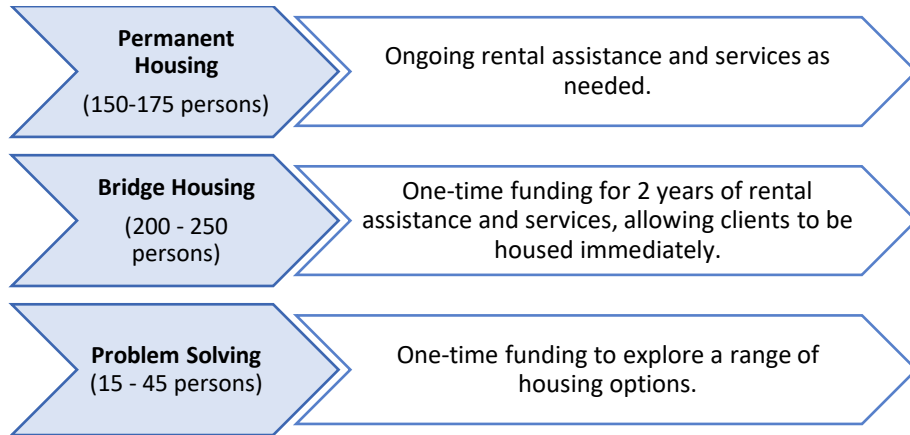 Permanent
Housing
(150-175 persons)
Ongoing rental assistance and services as
needed.
Bridge Housing
(200 - 250
persons)
One-time funding for 2 years of rental
assistance and services, allowing clients to be
housed immediately.
Problem Solving
(15 - 45 persons)
One-time funding to explore a range of
housing options.